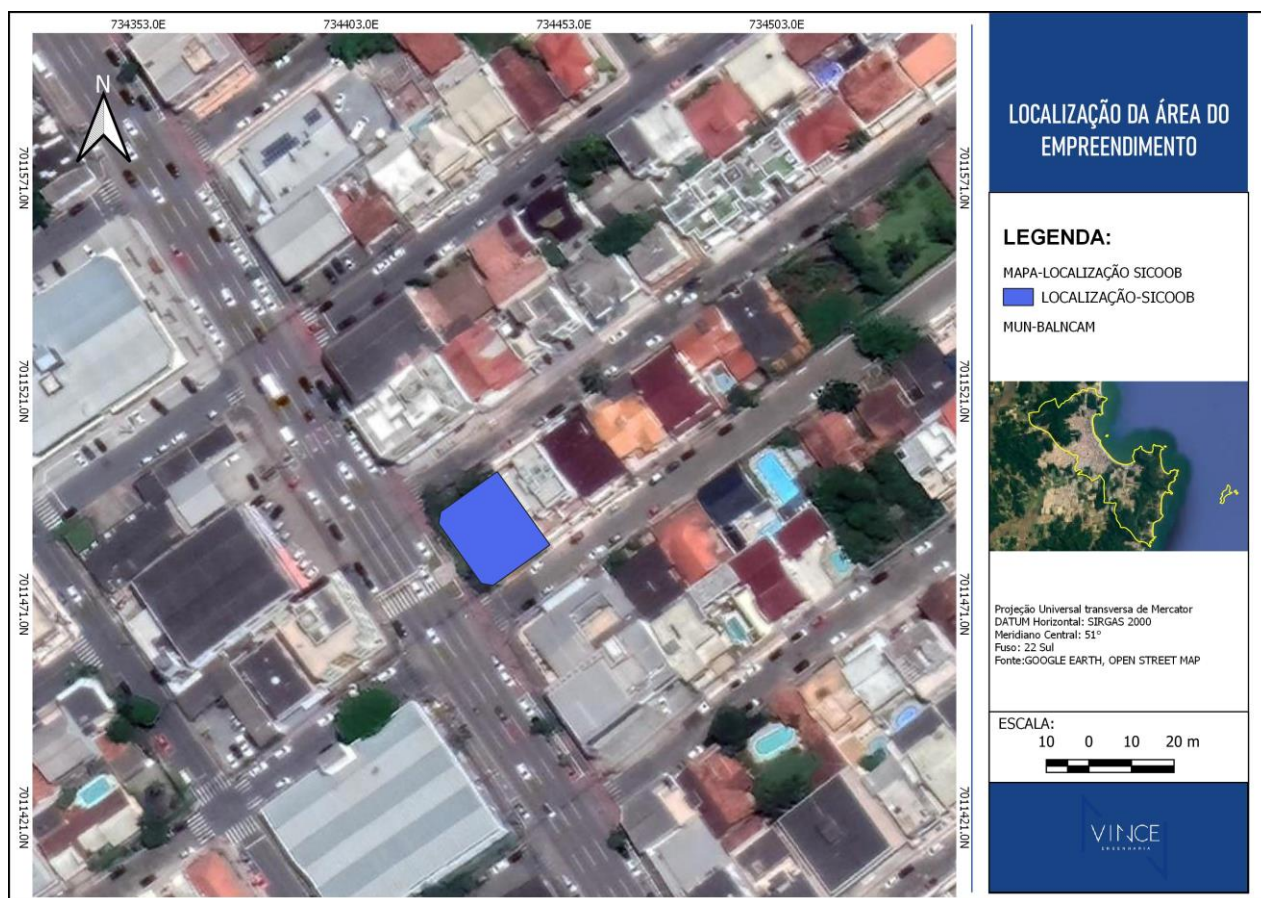 734353.0E 734403.0E 734453.0E 734503.0E
N
7011571.0N
7011521.0N
7011471.0N
7011421.0N
7011571.0N
7011521.0N
7011471.0N
7011421.0N
LOCALIZAÇÃO DA ÁREA DO
EMPREENDIMENTO
LEGENDA:
MAPA-LOCALIZAÇÃO SICOOB
LOCALIZAÇÃO-SICOOB
MUN-BALNCAM
Projeção Universal transversa de Mercator
DATUM Horizontal: SIRGAS 2000
Meridiano Central: 51°
Fuso: 22 Sul
Fonte:GOOGLE EARTH, OPEN STREET MAP
ESCALA:
10 0 10 20 m
VINCE
ENGENHARIA